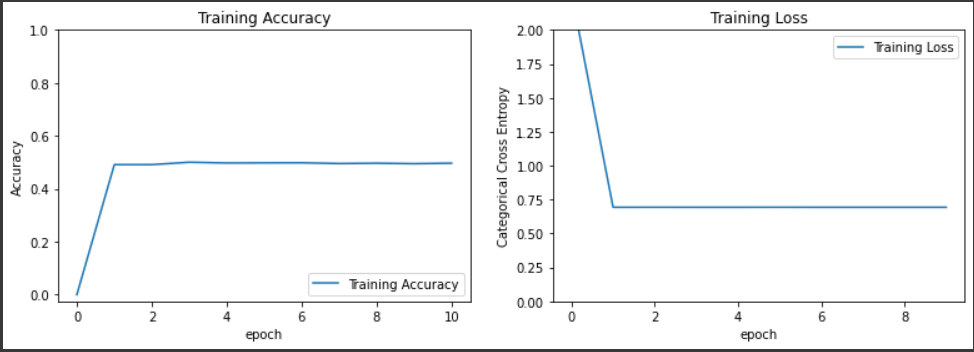 Training Accuracy
1.0
0.8
0.6
0.4
0.2
0.0
Accuracy
0 2 4 6 8 10
epoch
Training Accuracy
Training Loss
2.00
1.75
1.50
1.25
1.00
0.75
0.50
0.25
0.00
Categorical Cross Entropy
0 2 4 6 8
epoch
Training Loss